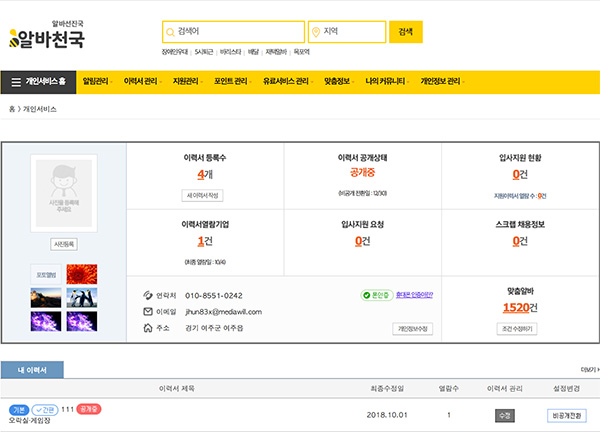 알바선진국
알바천국
검색어
지역
검색
장애인우대 5시퇴근 바리스타 배달 재택알바 목포역
개인서비스 홈 알림관리 이력서 관리 지원관리 포인트 관리 유료서비스 관리 맞춤정보 나의 커뮤니티 개인정보 관리
홈 > 개인서비스
사진을 등록해
주세요
사진등록
포토앨범
이력서 등록수
4개
새 이력서 작성
이력서 공개상태
공개중
(비공개 전환일 : 12/30)
입사지원 현황
0건
지원이력서 열람 수 : 0건
이력서열람기업
1건
(최종 열람일 : 10/4)
입사지원 요청
0건
스크랩 채용정보
0건
연락처 010-8551-0242
폰인증 휴대폰 인증이란?
이메일 jihun83x@mediawill.com
주소 경기 여주군 여주읍
개인정보수정
맞춤알바
1520건
조건 수정하기
내 이력서
더보기
이력서 제목 최종수정일 열람수 이력서 관리 설정변경
기본 간편 111 공개중
오락실·게임장
2018.10.01 1 수정 비공개전환